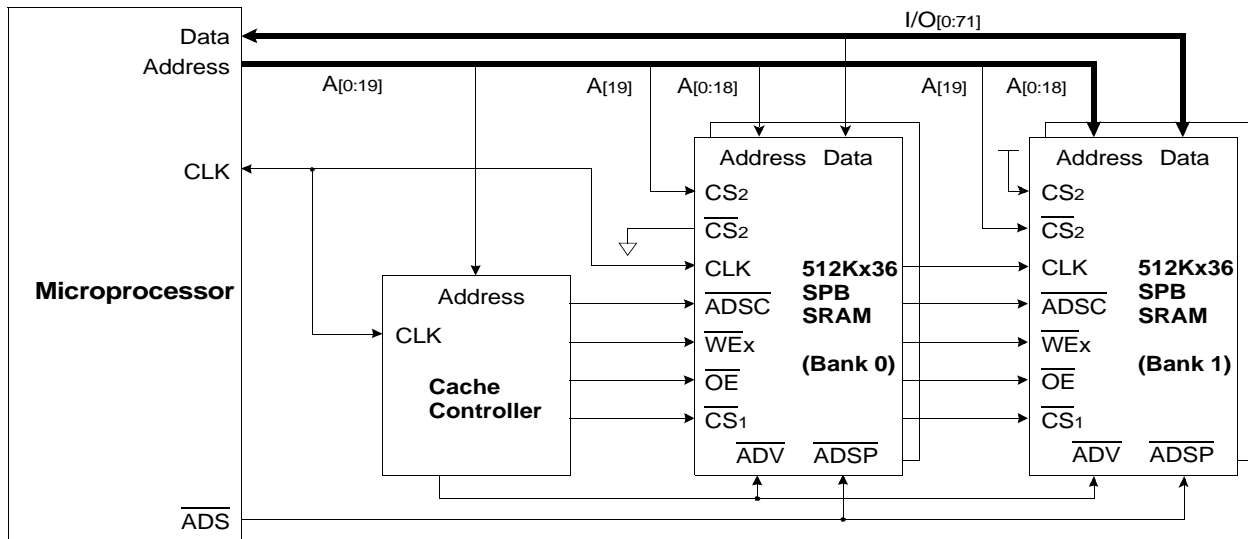 I/O[0:71]
Data
Address
A[0:19]
A[19]
A[0:18]
A[19]
A[0:18]
CLK
Microprocessor
ADS
Address
CLK
Cache
Controller
Address Data
CS2
CS2
CLK
ADSC
WEx
OE
CS1
ADV ADSP
512Kx36
SPB
SRAM
(Bank 0)
Address Data
CS2
CS2
CLK
ADSC
WEx
OE
CS1
ADV ADSP
512Kx36
SPB
SRAM
(Bank 1)